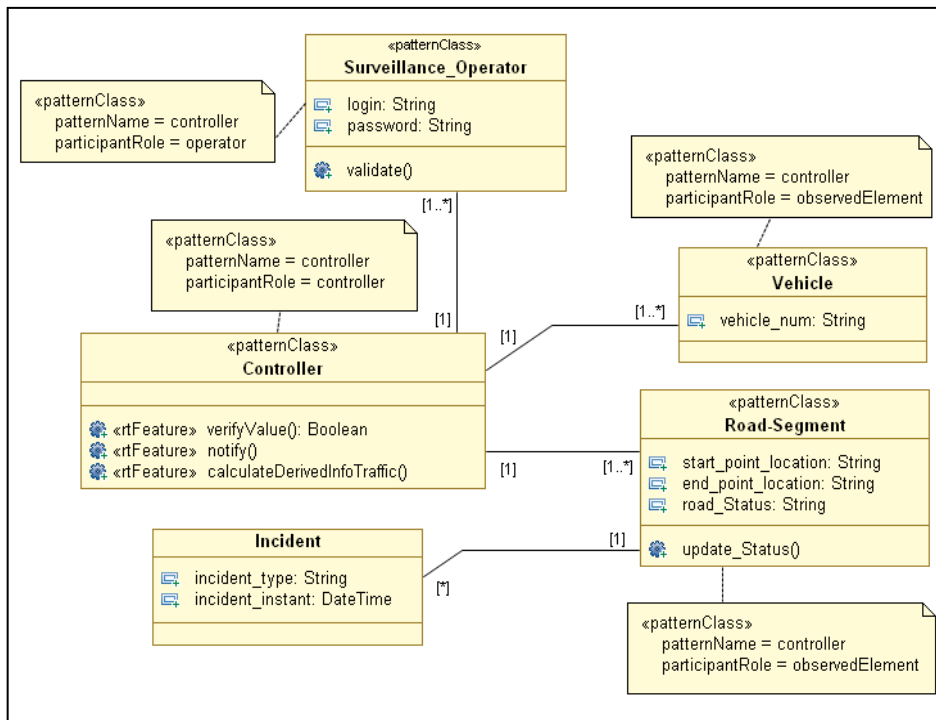 «patternClass»
Surveillance_Operator
login: String
password: String
validate()
«patternClass»
patternName = controller
participantRole = operator
[1..*]
[1]
«patternClass»
patternName = controller
participantRole = observedElement
«patternClass»
Vehicle
vehicle_num: String
«patternClass»
patternName = controller
participantRole = controller
[1]
[1..*]
«patternClass»
Controller
«rtFeature» verifyValue(): Boolean
«rtFeature» notify()
«rtFeature» calculateDerivedInfoTraffic()
[1]
[1..*]
«patternClass»
Road-Segment
start_point_location: String
end_point_location: String
road_Status: String
update_Status()
Incident
incident_type: String
incident_instant: DateTime
[*]
[1]
«patternClass»
patternName = controller
participantRole = observedElement